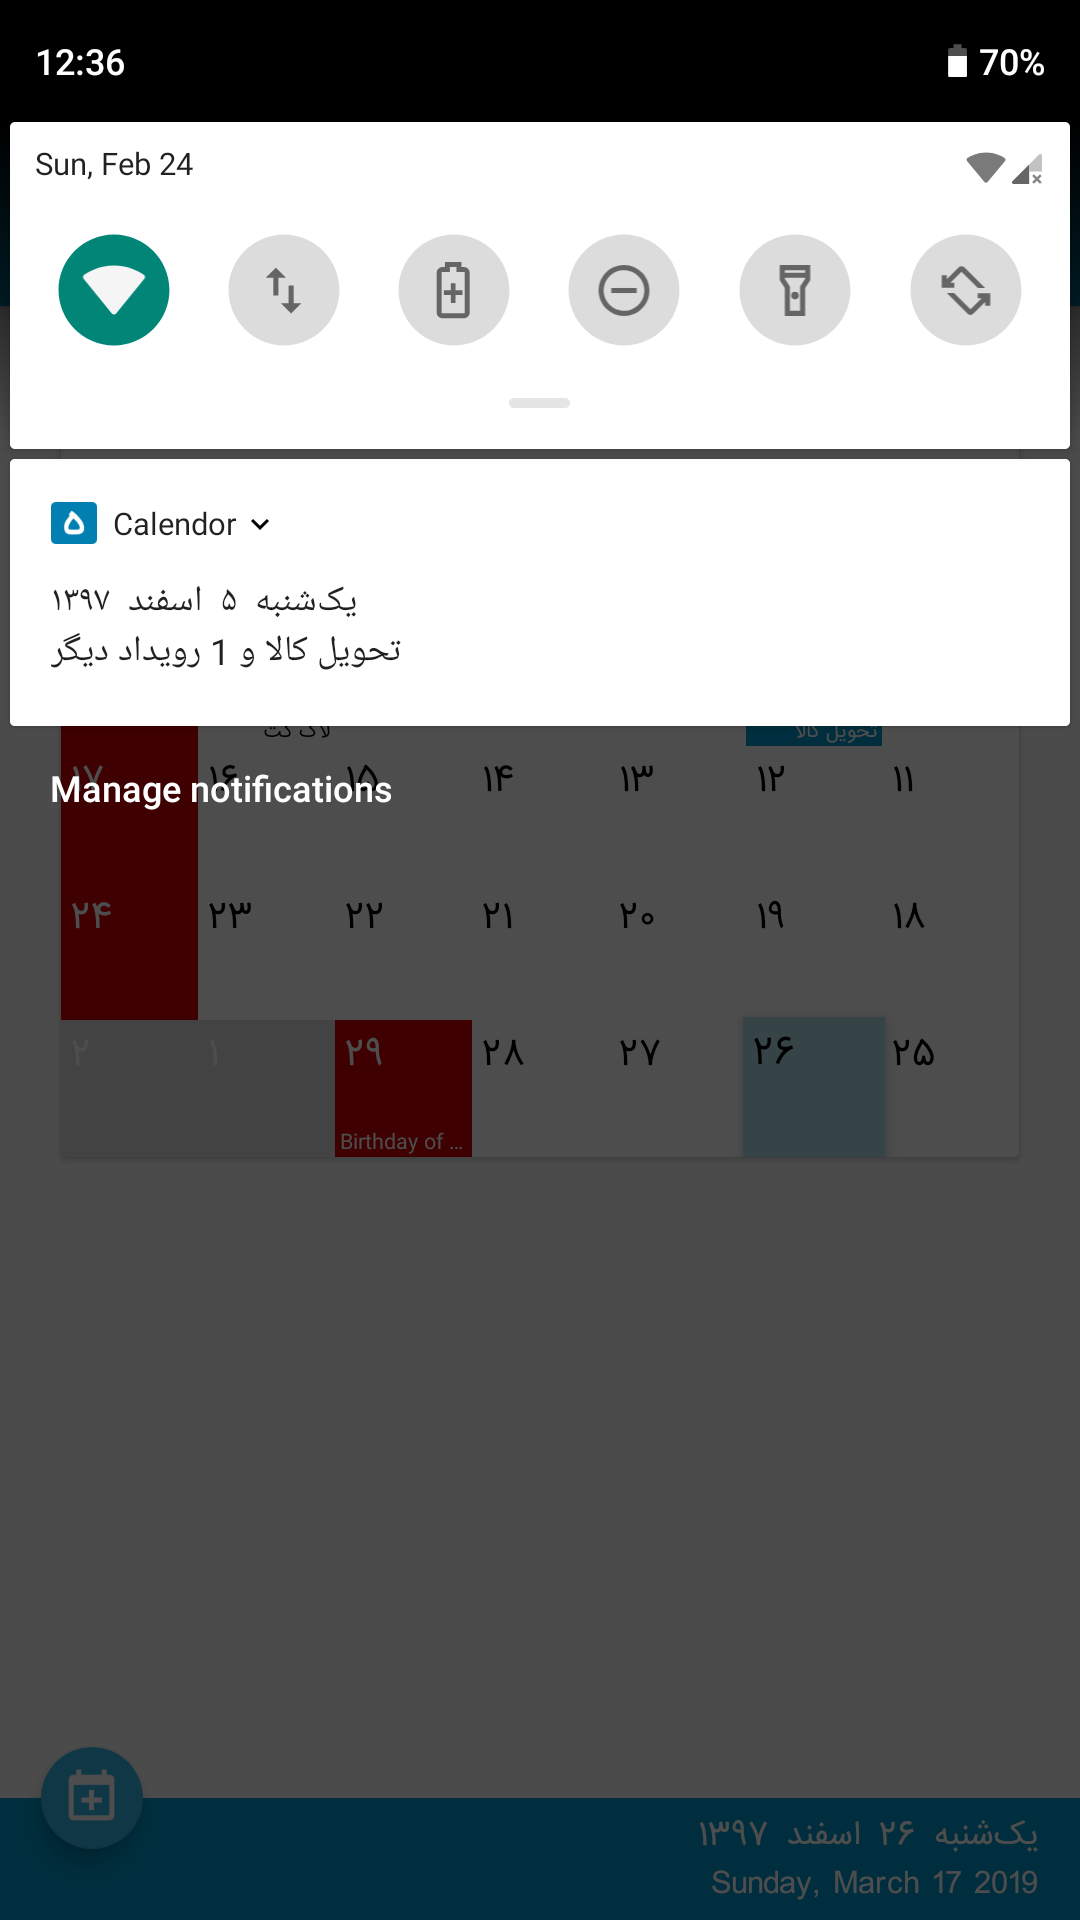 12:36
70%
Sun, Feb 24
Calendor
یک‌شنبه ۵ اسفند ۱۳۹۷
تحویل کالا و 1 رویداد دیگر
لاک کت
تحویل کالا
۱۱ ۱۲ ۱۳ ۱۴ ۱۵ ۱۶ ۱۷
Manage notifications
۱۸ ۱۹ ۲۰ ۲۱ ۲۲ ۲۳ ۲۴
۲۵ ۲۶ ۲۷ ۲۸ ۲۹ ۱ ۲
Birthday of ...
یک‌شنبه ۲۶ اسفند ۱۳۹۷
Sunday, March 17 2019